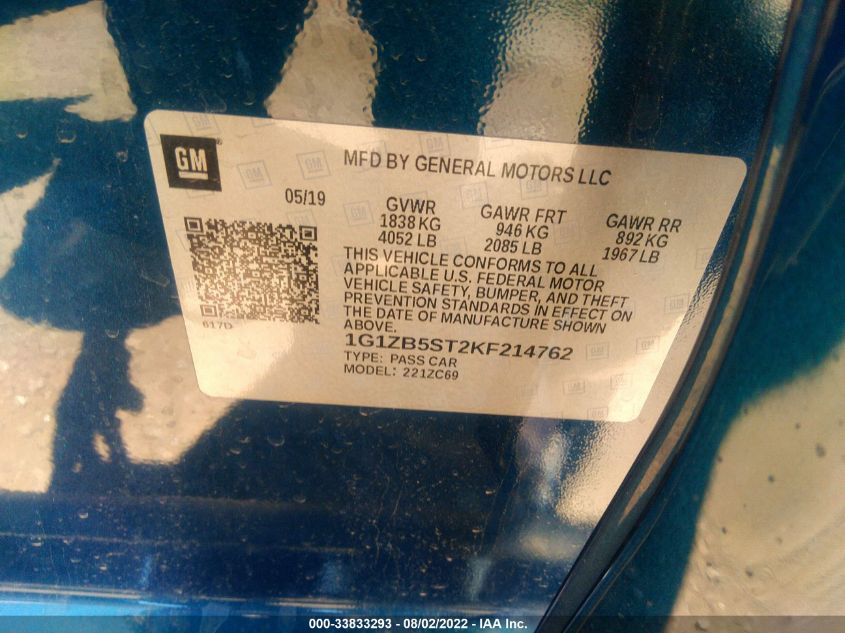 GM
MFD BY GENERAL MOTORS LLC
05/19
GVWR
1838 KG
4052 LB
GAWR FRT
946 KG
2085 LB
GAWR RR
892 KG
1967 LB
THIS VEHICLE CONFORMS TO ALL
APPLICABLE U.S. FEDERAL MOTOR
VEHICLE SAFETY, BUMPER, AND THEFT
PREVENTION STANDARDS IN EFFECT ON
THE DATE OF MANUFACTURE SHOWN
ABOVE.
617D
1G1ZB5ST2KF214762
TYPE: PASS CAR
MODEL: 221ZC69
000-33833293 - 08/02/2022 - IAA Inc.